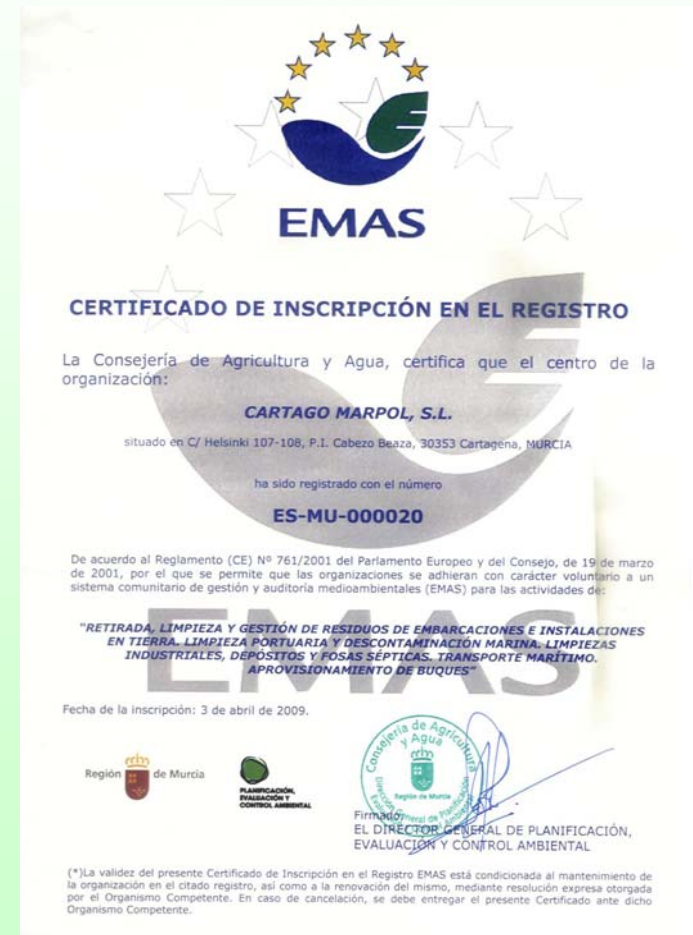 EMAS
CERTIFICADO DE INSCRIPCIÓN EN EL REGISTRO
La Consejería de Agricultura y Agua, certifica que el centro de la
organización:
CARTAGO MARPOL, S.L.
situado en C/ Helsinki 107-108, P.I. Cabezo Beaza, 30353 Cartagena, MURCIA
ha sido registrado con el número
ES-MU-000020
De acuerdo al Reglamento (CE) Nº 761/2001 del Parlamento Europeo y del Consejo, de 19 de marzo
de 2001, por el que se permite que las organizaciones se adhieran con carácter voluntario a un
sistema comunitario de gestión y auditoría medioambientales (EMAS) para las actividades de:
EMAS
"RETIRADA, LIMPIEZA Y GESTIÓN DE RESIDUOS DE EMBARCACIONES E INSTALACIONES
EN TIERRA. LIMPIEZA PORTUARIA Y DESCONTAMINACIÓN MARINA. LIMPIEZAS
INDUSTRIALES, DEPÓSITOS Y FOSAS SÉPTICAS. TRANSPORTE MARÍTIMO.
APROVISIONAMIENTO DE BUQUES"
Fecha de la inscripción: 3 de abril de 2009.
Región de Murcia
PLANIFICACIÓN,
EVALUACIÓN Y
CONTROL AMBIENTAL
Consejería de Agricultura
y Agua
Región de Murcia
Dirección General de Planificación
Firmado:
EL DIRECTOR GENERAL DE PLANIFICACIÓN,
EVALUACIÓN Y CONTROL AMBIENTAL
(*)La validez del presente Certificado de Inscripción en el Registro EMAS está condicionada al mantenimiento de
la organización en el citado registro, así como a la renovación del mismo, mediante resolución expresa otorgada
por el Organismo Competente. En caso de cancelación, se debe entregar el presente Certificado ante dicho
Organismo Competente.